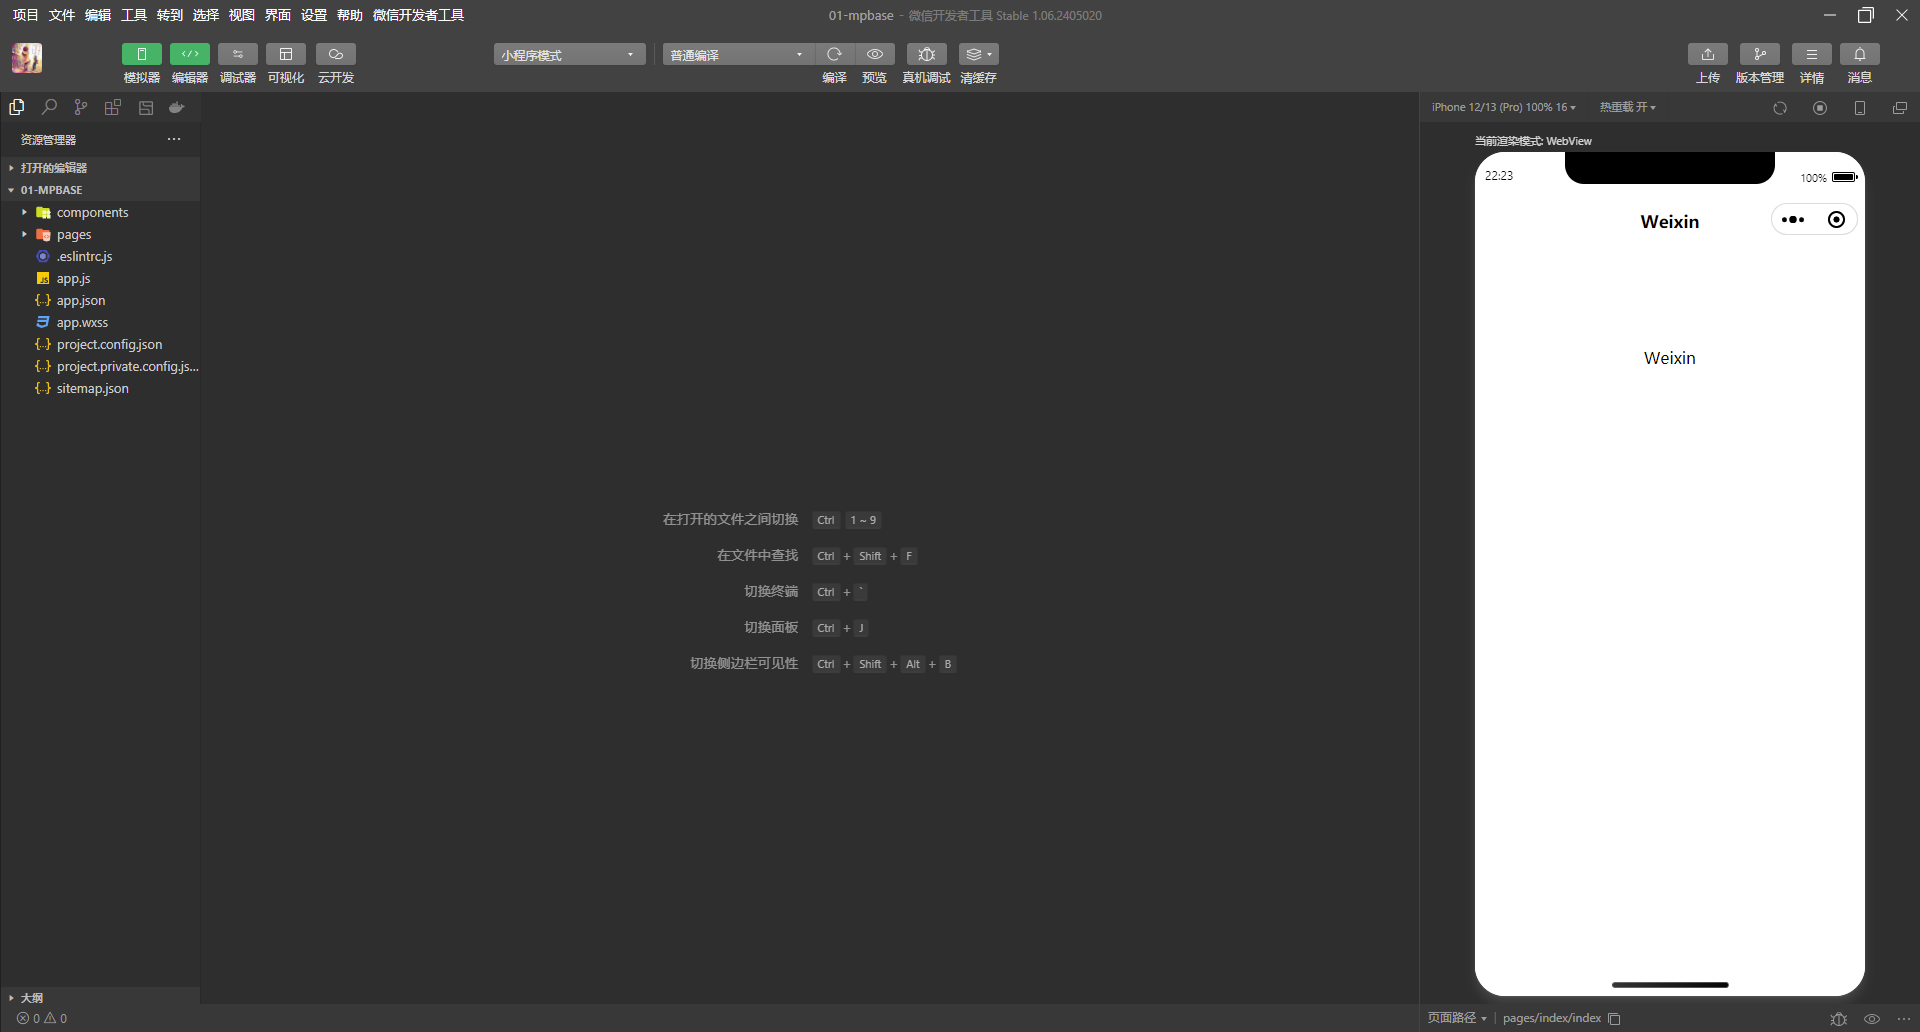 项目 文件 编辑 工具 转到 选择 视图 界面 设置 帮助 微信开发者工具
01-mpbase - 微信开发者工具 Stable 1.06.2405020
小程序模式
普通编译
模拟器 编辑器 调试器 可视化 云开发
编译 预览 真机调试 清缓存
上传 版本管理 详情 消息
资源管理器
打开的编辑器
01-MPBASE
components
pages
.eslintrc.js
app.js
app.json
app.wxss
project.config.json
project.private.config.js...
sitemap.json
大纲
0 0
在打开的文件之间切换 Ctrl 1 ~ 9
在文件中查找 Ctrl + Shift + F
切换终端 Ctrl + `
切换面板 Ctrl + J
切换侧边栏可见性 Ctrl + Shift + Alt + B
iPhone 12/13 (Pro) 100% 16 热重载 开
当前渲染模式: WebView
22:23
100%
Weixin
Weixin
页面路径 | pages/index/index